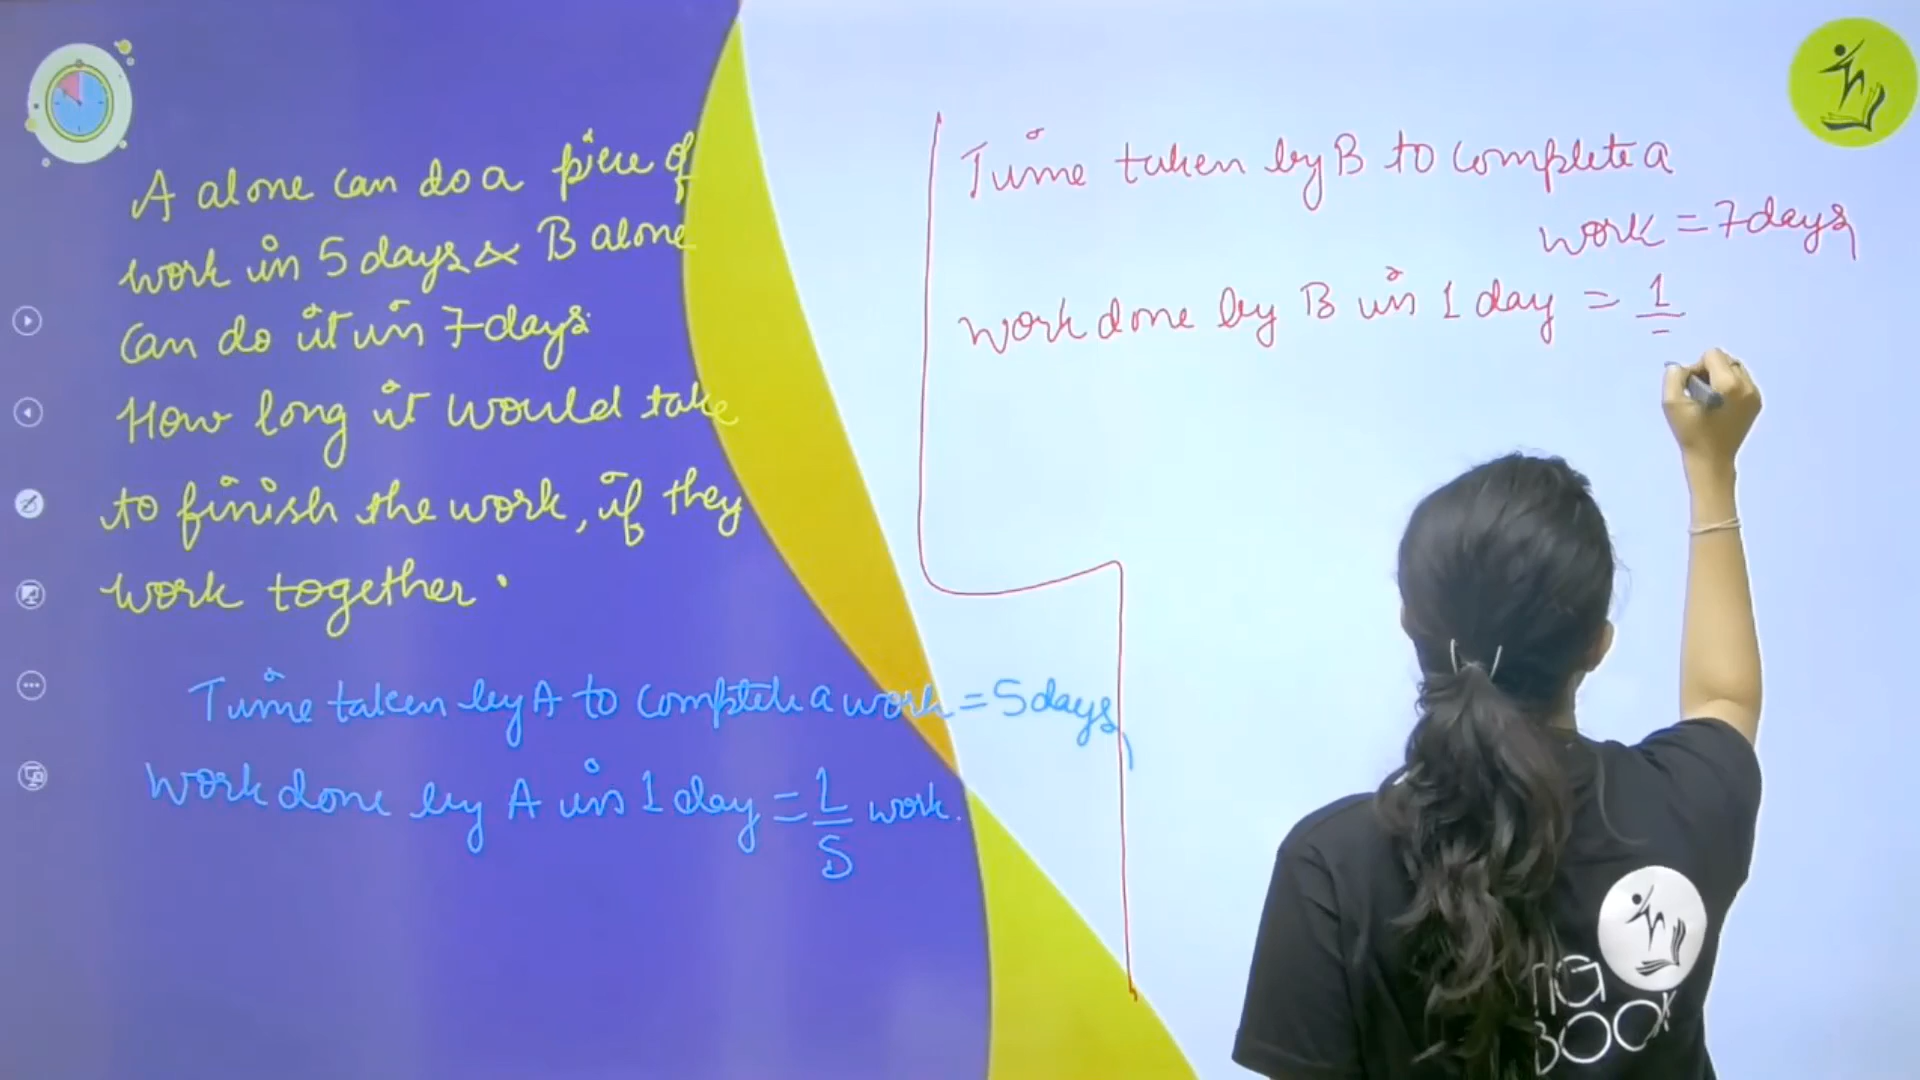 A alone can do a piece of
work in 5 days & B alone
can do it in 7 days.
How long it would take
to finish the work, if they
work together.
Time taken by A to complete a work = 5 days,
Work done by A in 1 day = 1/5 work.
Time taken by B to complete a
work = 7 days,
Work done by B in 1 day = 1/
BOOK